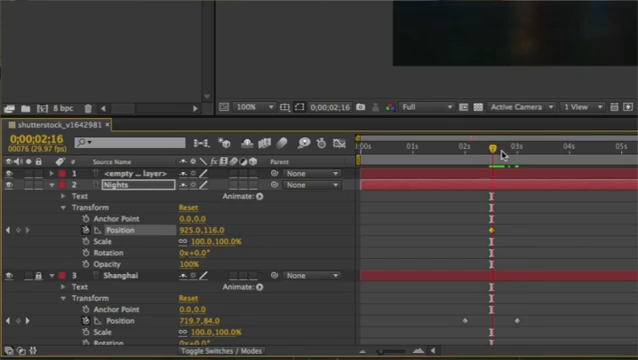 8 bpc
100%
0;00;02;16
Full
Active Camera
1 View
shutterstock_v1642981
0;00;02;16
00076 (29.97 fps)
:00s 01s 02s 03s 04s 05s
# Source Name Parent
1 <empty ... layer> None
2 Nights None
Text Animate:
Transform Reset
Anchor Point 0.0,0.0
Position 925.0,116.0
Scale 100.0,100.0%
Rotation 0x+0.0°
Opacity 100%
3 Shanghai None
Text Animate:
Transform Reset
Anchor Point 0.0,0.0
Position 719.7,84.0
Scale 100.0,100.0%
Rotation 0x+0.0°
Toggle Switches / Modes